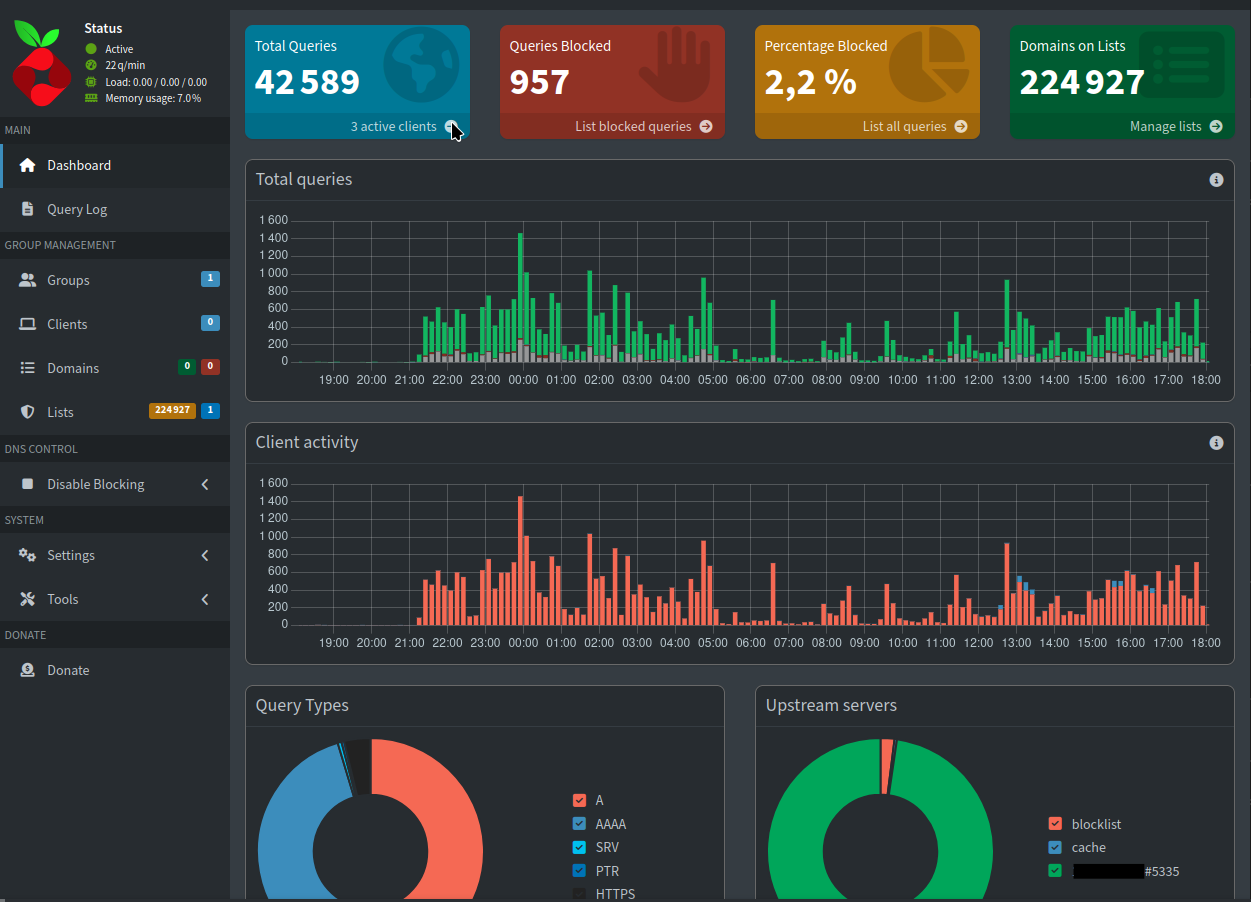 Status
Active
22 q/min
Load: 0.00 / 0.00 / 0.00
Memory usage: 7.0 %
MAIN
Dashboard
Query Log
GROUP MANAGEMENT
Groups 1
Clients 0
Domains 0 0
Lists 224 927 1
DNS CONTROL
Disable Blocking
SYSTEM
Settings
Tools
DONATE
Donate
Total Queries
42 589
3 active clients
Queries Blocked
957
List blocked queries
Percentage Blocked
2,2 %
List all queries
Domains on Lists
224 927
Manage lists
Total queries
1 600
1 400
1 200
1 000
800
600
400
200
0
19:00 20:00 21:00 22:00 23:00 00:00 01:00 02:00 03:00 04:00 05:00 06:00 07:00 08:00 09:00 10:00 11:00 12:00 13:00 14:00 15:00 16:00 17:00 18:00
Client activity
1 600
1 400
1 200
1 000
800
600
400
200
0
19:00 20:00 21:00 22:00 23:00 00:00 01:00 02:00 03:00 04:00 05:00 06:00 07:00 08:00 09:00 10:00 11:00 12:00 13:00 14:00 15:00 16:00 17:00 18:00
Query Types
A
AAAA
SRV
PTR
HTTPS
Upstream servers
blocklist
cache
#5335